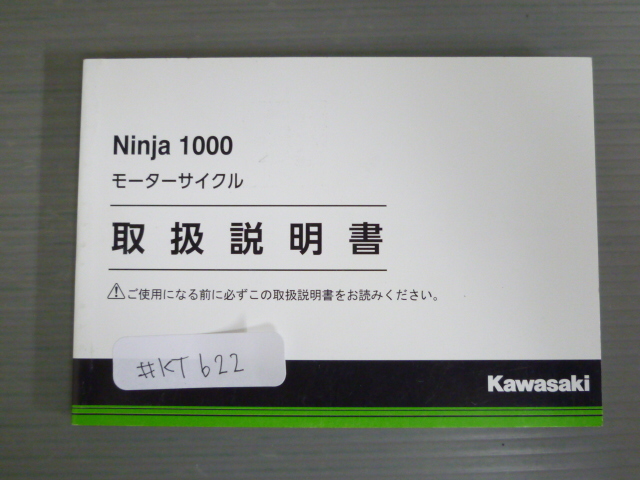 Ninja 1000
モーターサイクル
取扱説明書
⚠ご使用になる前に必ずこの取扱説明書をお読みください。
#KT622
Kawasaki